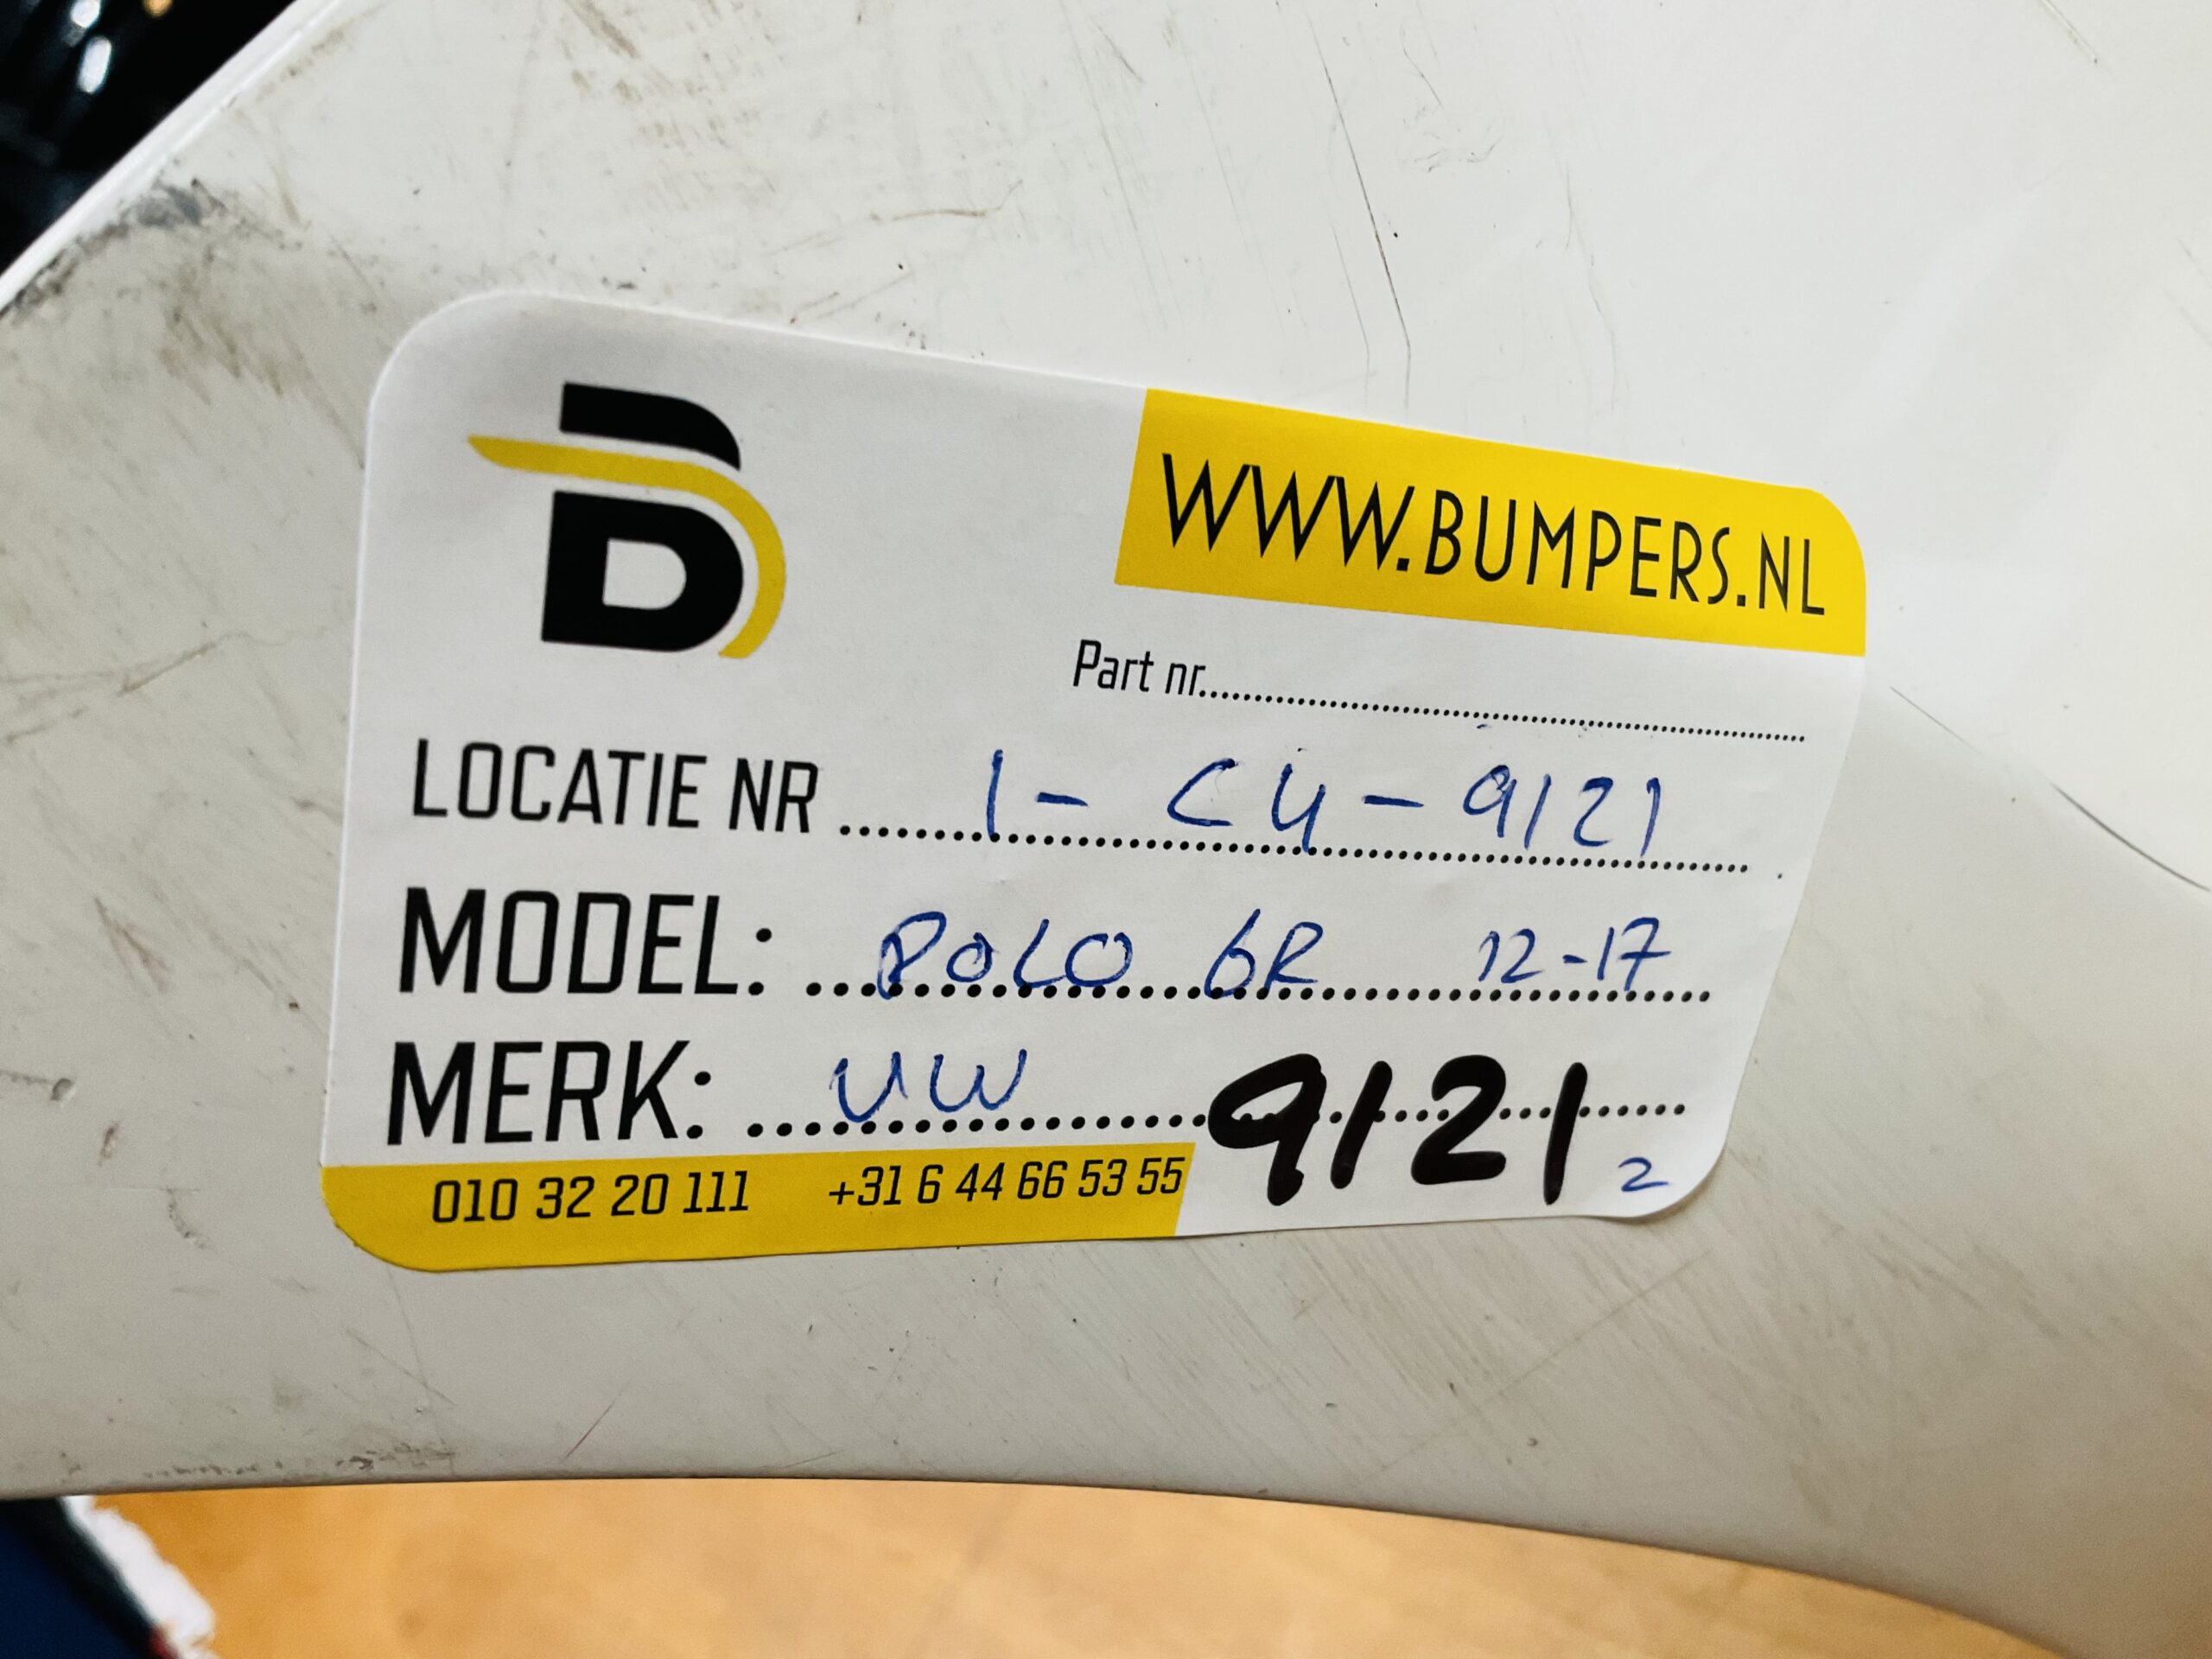 WWW.BUMPERS.NL
Part nr.
LOCATIE NR 1 - C4 - 9121
MODEL: POLO 6R 12-17
MERK: VW 9121
2
010 32 20 111 +31 6 44 66 53 55